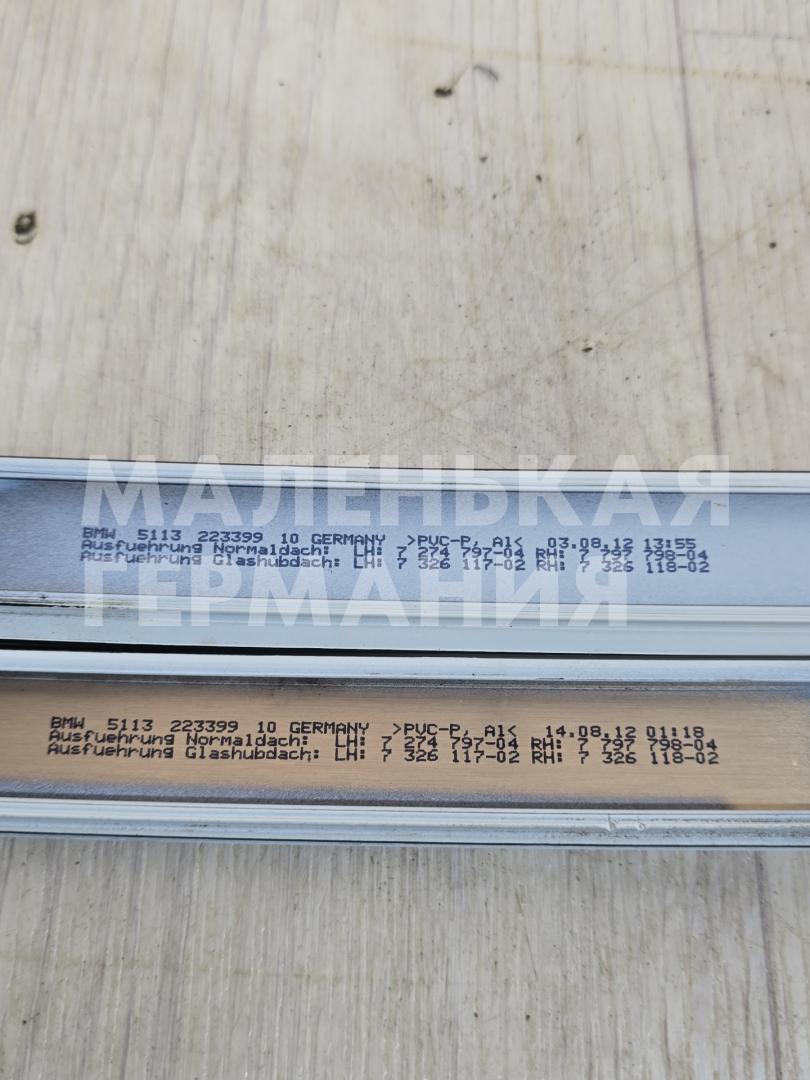 МАЛЕНЬКАЯ
ГЕРМАНИЯ
BMW 5113 223399 10 GERMANY >PVC-P, Al< 03.08.12 13:55
Ausfuehrung Normaldach: LH: 7 274 797-04 RH: 7 797 798-04
Ausfuehrung Glashubdach: LH: 7 326 117-02 RH: 7 326 118-02
BMW 5113 223399 10 GERMANY >PVC-P, Al< 14.08.12 01:18
Ausfuehrung Normaldach: LH: 7 274 797-04 RH: 7 797 798-04
Ausfuehrung Glashubdach: LH: 7 326 117-02 RH: 7 326 118-02